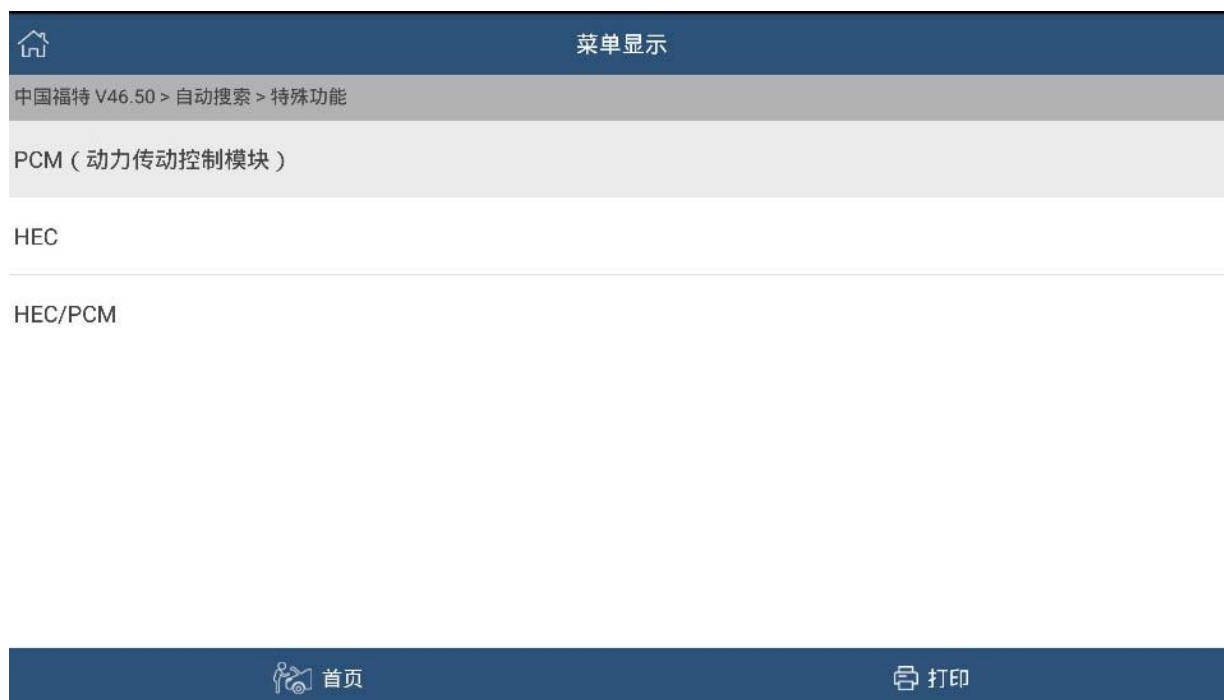 菜单显示
中国福特 V46.50 > 自动搜索 > 特殊功能
PCM ( 动力传动控制模块 )
HEC
HEC/PCM
首页
打印